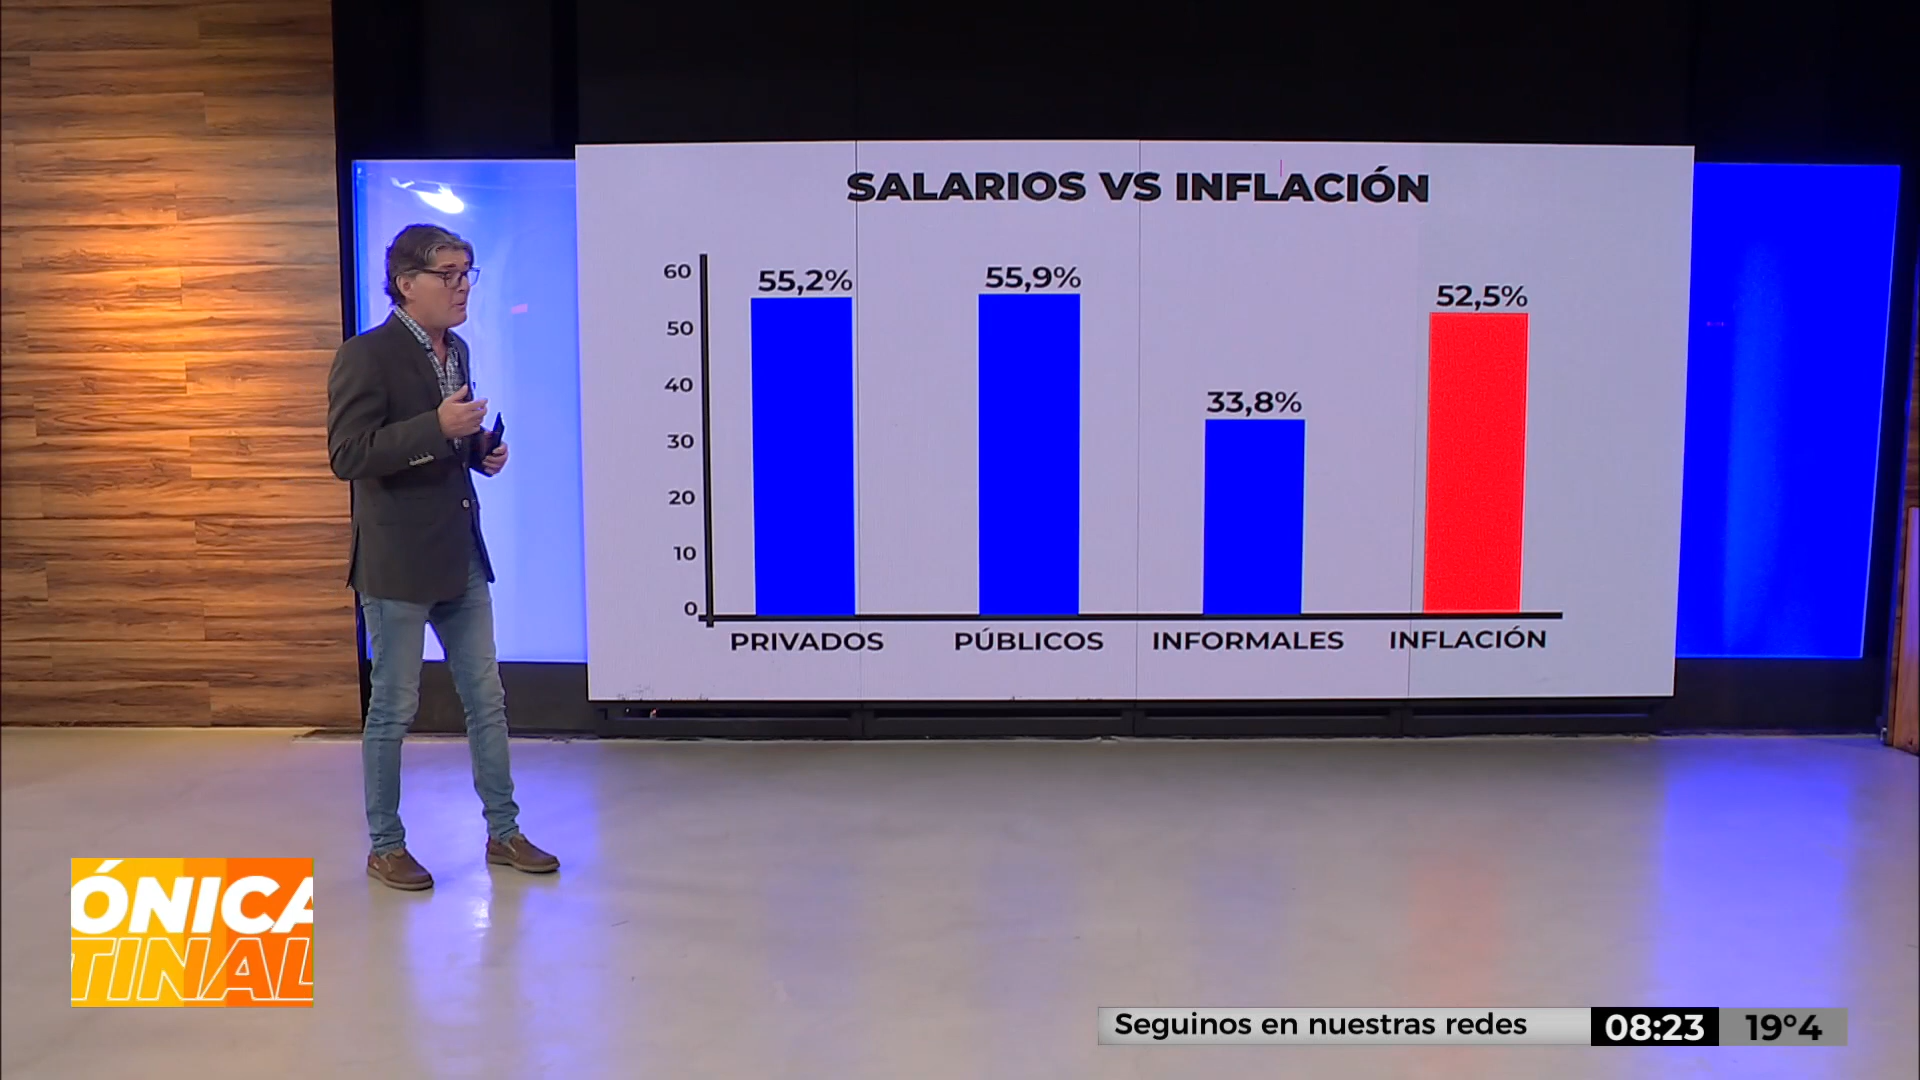 SALARIOS VS INFLACIÓN
60
50
40
30
20
10
0
55,2%
55,9%
33,8%
52,5%
PRIVADOS
PÚBLICOS
INFORMALES
INFLACIÓN
ÓNICA
TINAL
Seguinos en nuestras redes
08:23
19°4